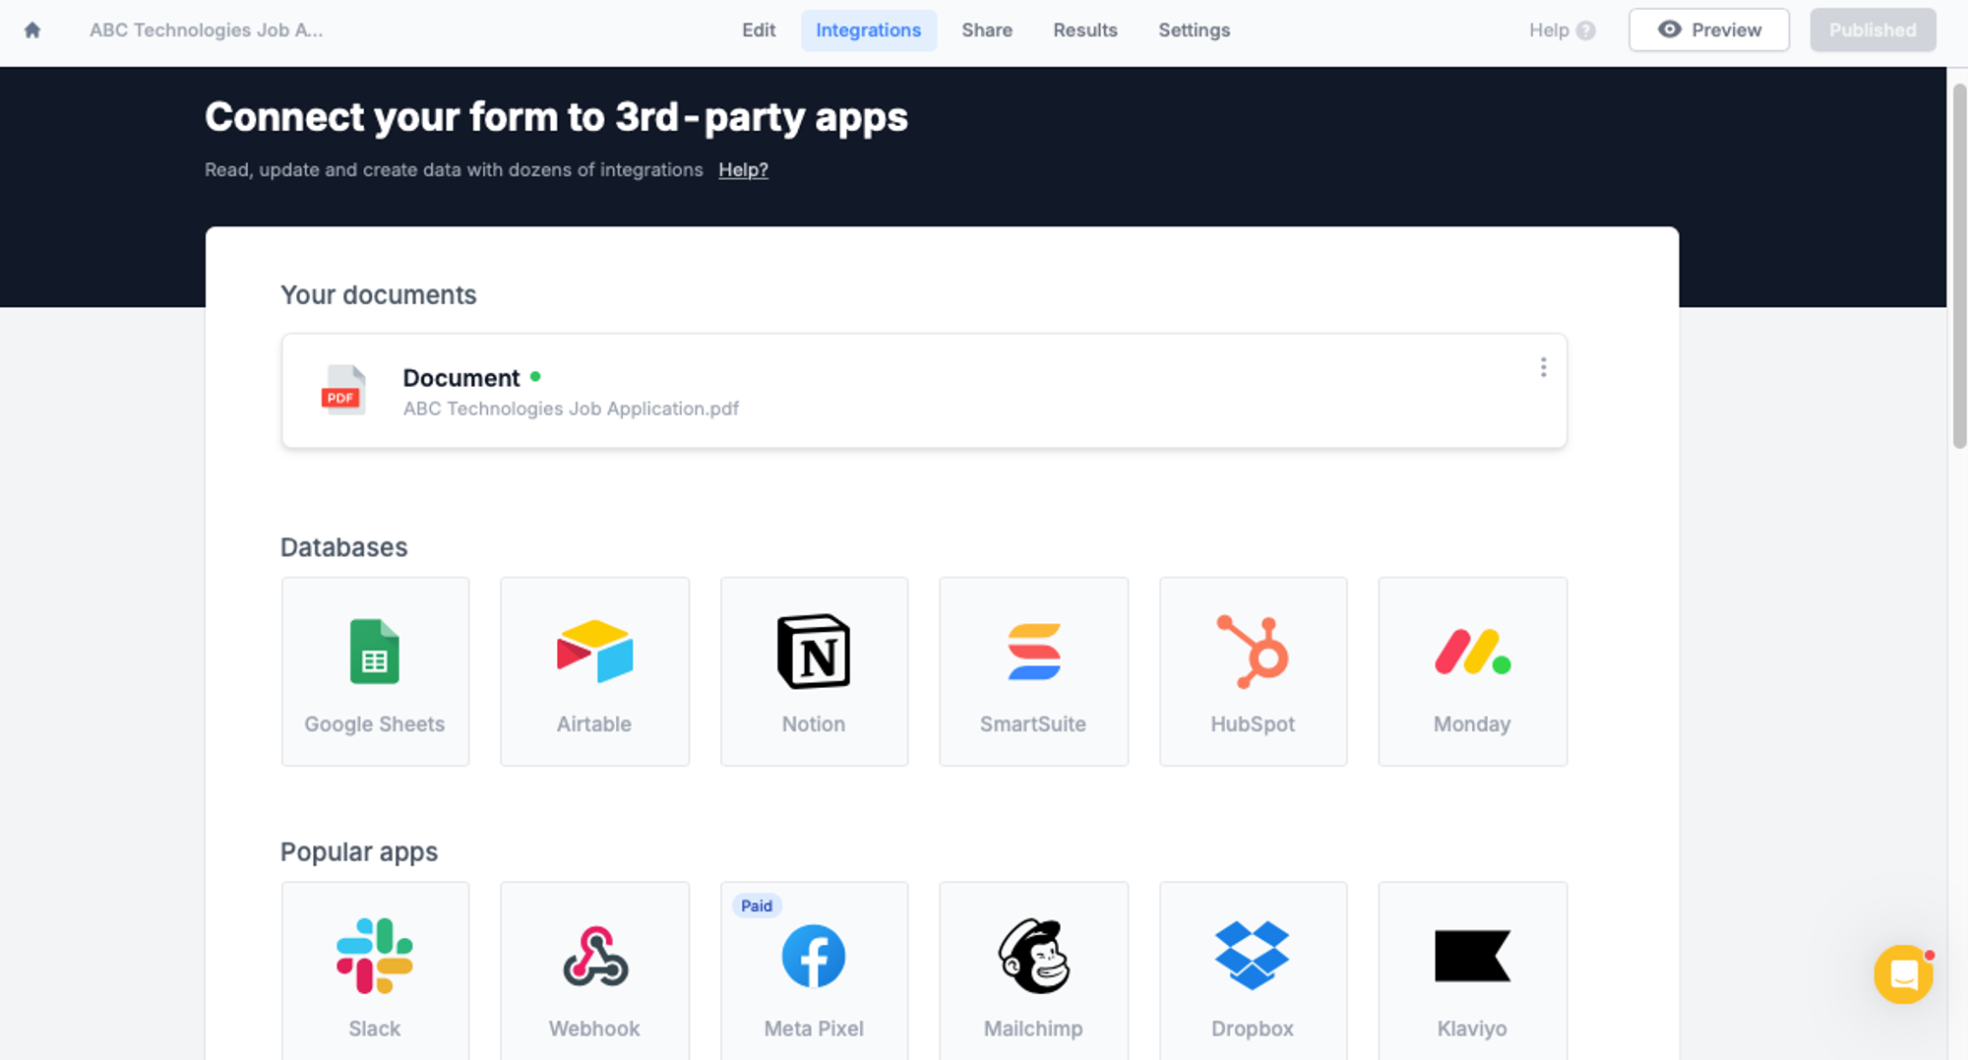 ABC Technologies Job A...
Edit
Integrations
Share
Results
Settings
Help ?
Preview
Published
Connect your form to 3rd-party apps
Read, update and create data with dozens of integrations Help?
Your documents
PDF
Document
ABC Technologies Job Application.pdf
Databases
N
Google Sheets
Airtable
Notion
SmartSuite
HubSpot
Monday
Popular apps
Paid
f
Slack
Webhook
Meta Pixel
Mailchimp
Dropbox
Klaviyo